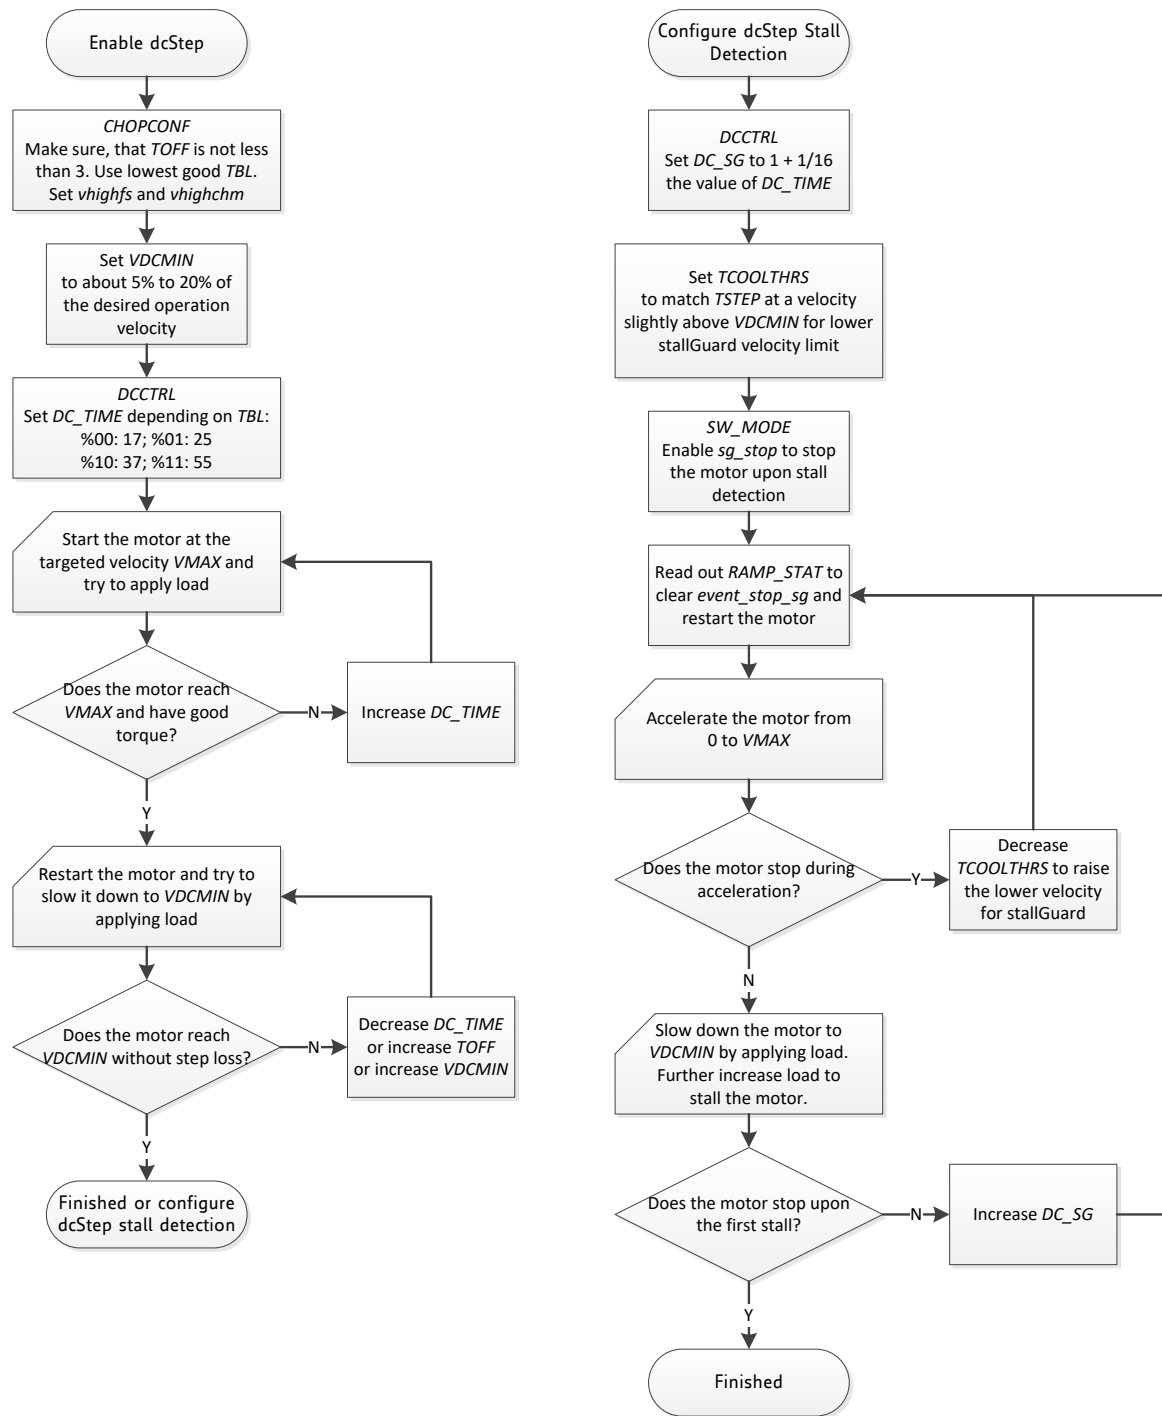 Enable dcStep
CHOPCONF
Make sure, that TOFF is not less
than 3. Use lowest good TBL.
Set vhighfs and vhighchm
Set VDCMIN
to about 5% to 20% of
the desired operation
velocity
DCCTRL
Set DC_TIME depending on TBL:
%00: 17; %01: 25
%10: 37; %11: 55
Start the motor at the
targeted velocity VMAX and
try to apply load
Does the motor reach
VMAX and have good
torque?
N
Increase DC_TIME
Y
Restart the motor and try to
slow it down to VDCMIN by
applying load
Does the motor reach
VDCMIN without step loss?
N
Decrease DC_TIME
or increase TOFF
or increase VDCMIN
Y
Finished or configure
dcStep stall detection
Configure dcStep Stall
Detection
DCCTRL
Set DC_SG to 1 + 1/16
the value of DC_TIME
Set TCOOLTHRS
to match TSTEP at a velocity
slightly above VDCMIN for lower
stallGuard velocity limit
SW_MODE
Enable sg_stop to stop
the motor upon stall
detection
Read out RAMP_STAT to
clear event_stop_sg and
restart the motor
Accelerate the motor from
0 to VMAX
Does the motor stop during
acceleration?
Y
Decrease
TCOOLTHRS to raise
the lower velocity
for stallGuard
N
Slow down the motor to
VDCMIN by applying load.
Further increase load to
stall the motor.
Does the motor stop upon
the first stall?
N
Increase DC_SG
Y
Finished